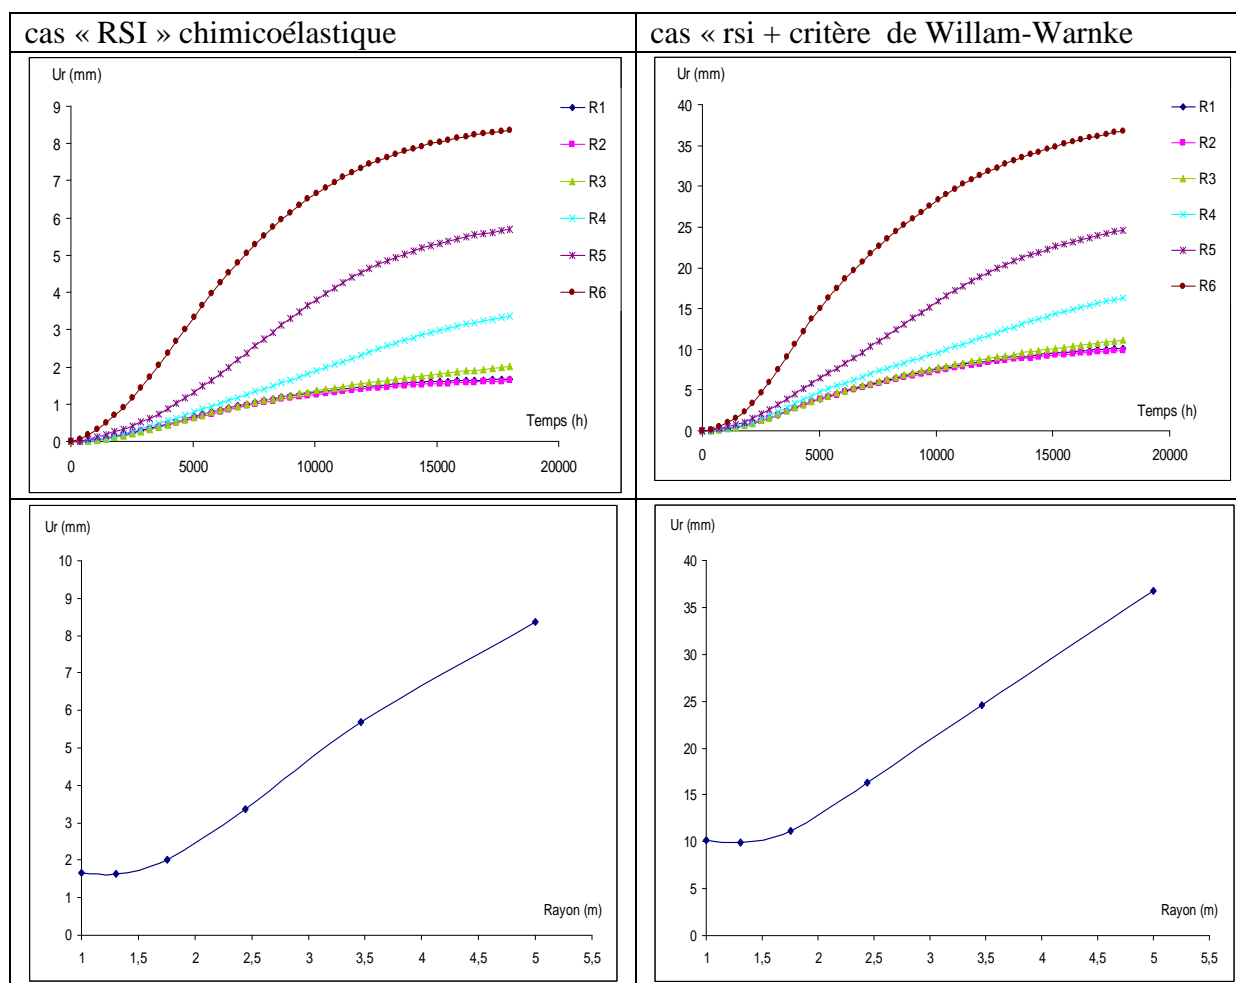 cas « RSI » chimicoélastique
cas « rsi + critère de Willam-Warnke
Ur (mm)
9
8
7
6
5
4
3
2
1
0
0 5000 10000 15000 20000
Temps (h)
R1
R2
R3
R4
R5
R6
Ur (mm)
40
35
30
25
20
15
10
5
0
0 5000 10000 15000 20000
Temps (h)
R1
R2
R3
R4
R5
R6
Ur (mm)
10
9
8
7
6
5
4
3
2
1
0
Rayon (m)
1 1,5 2 2,5 3 3,5 4 4,5 5 5,5
Ur (mm)
40
35
30
25
20
15
10
5
0
Rayon (m)
1 1,5 2 2,5 3 3,5 4 4,5 5 5,5